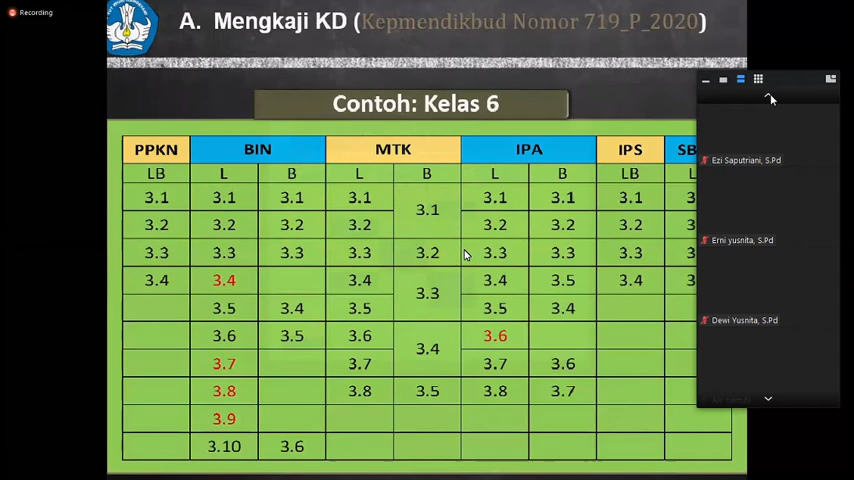 Recording
A. Mengkaji KD (Kepmendikbud Nomor 719_P_2020)
Contoh: Kelas 6
PPKN BIN MTK IPA IPS SB
LB L B L B L B LB L
3.1 3.1 3.1 3.1 3.1 3.1 3.1 3.1 3
3.2 3.2 3.2 3.2 3.2 3.2 3.2 3
3.3 3.3 3.3 3.3 3.2 3.3 3.3 3.3 3
3.4 3.4 3.4 3.3 3.4 3.5 3.4 3
3.5 3.4 3.5 3.5 3.4
3.6 3.5 3.6 3.4 3.6
3.7 3.7 3.7 3.6
3.8 3.8 3.5 3.8 3.7
3.9
3.10 3.6
Ezi Saputriani, S.Pd
Erni yusnita, S.Pd
Dewi Yusnita, S.Pd